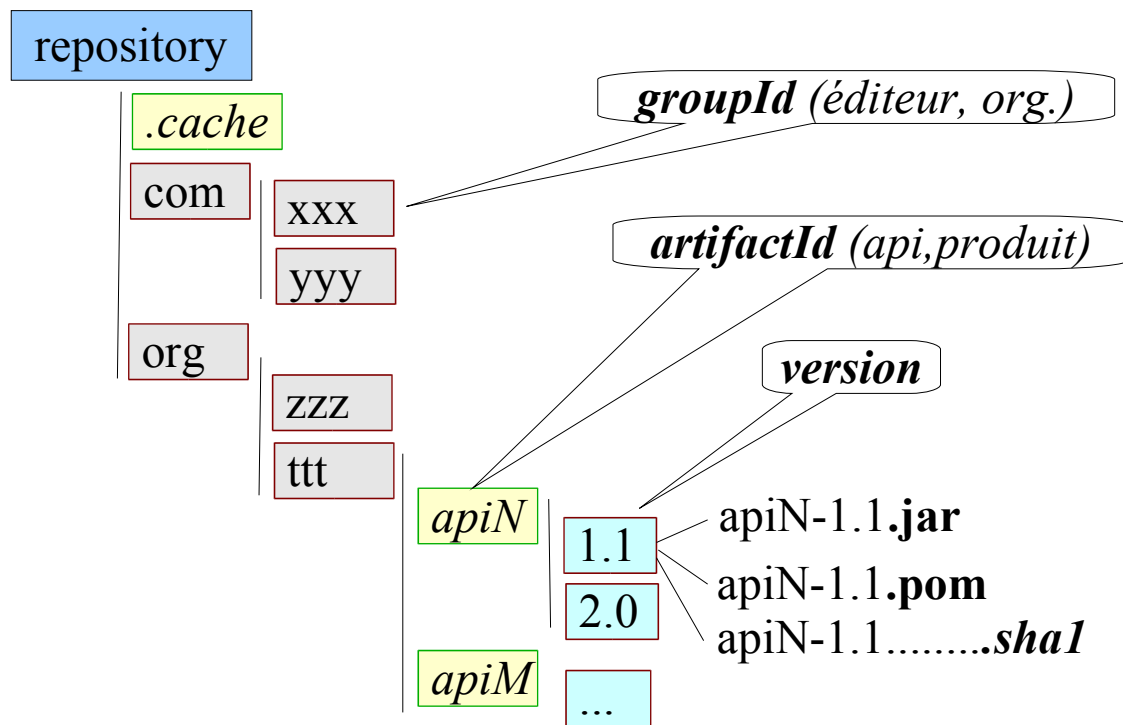 repository
groupId (éditeur, org.)
.cache
com
xxx
artifactId (api,produit)
yyy
org
version
zzz
ttt
apiN
apiN-1.1.jar
1.1
apiN-1.1.pom
2.0
apiN-1.1........sha1
apiM
...